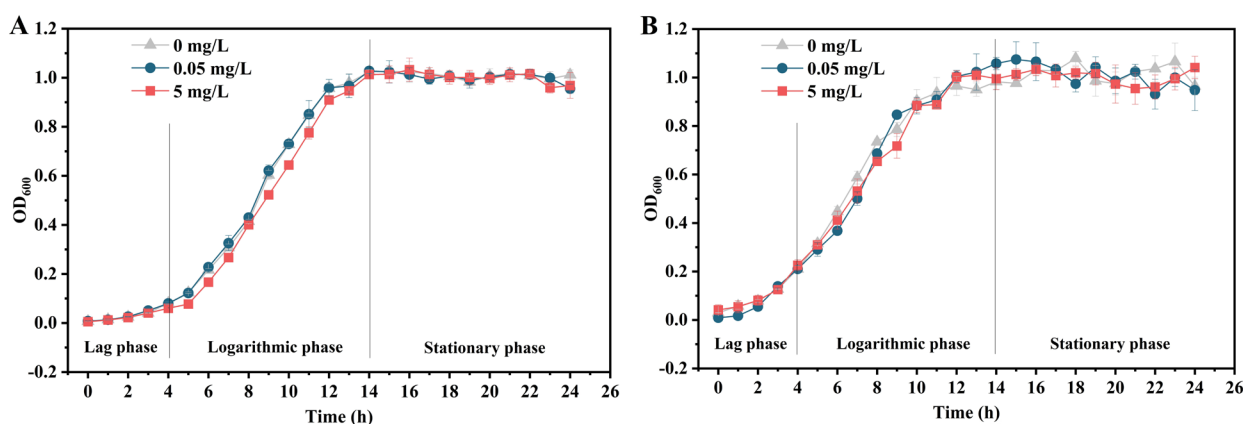 A
0 mg/L
0.05 mg/L
5 mg/L
1.2
1.0
0.8
0.6
0.4
0.2
0.0
-0.2
OD600
Lag phase Logarithmic phase Stationary phase
0 2 4 6 8 10 12 14 16 18 20 22 24 26
Time (h)
B
0 mg/L
0.05 mg/L
5 mg/L
1.2
1.0
0.8
0.6
0.4
0.2
0.0
-0.2
OD600
Lag phase Logarithmic phase Stationary phase
0 2 4 6 8 10 12 14 16 18 20 22 24 26
Time (h)